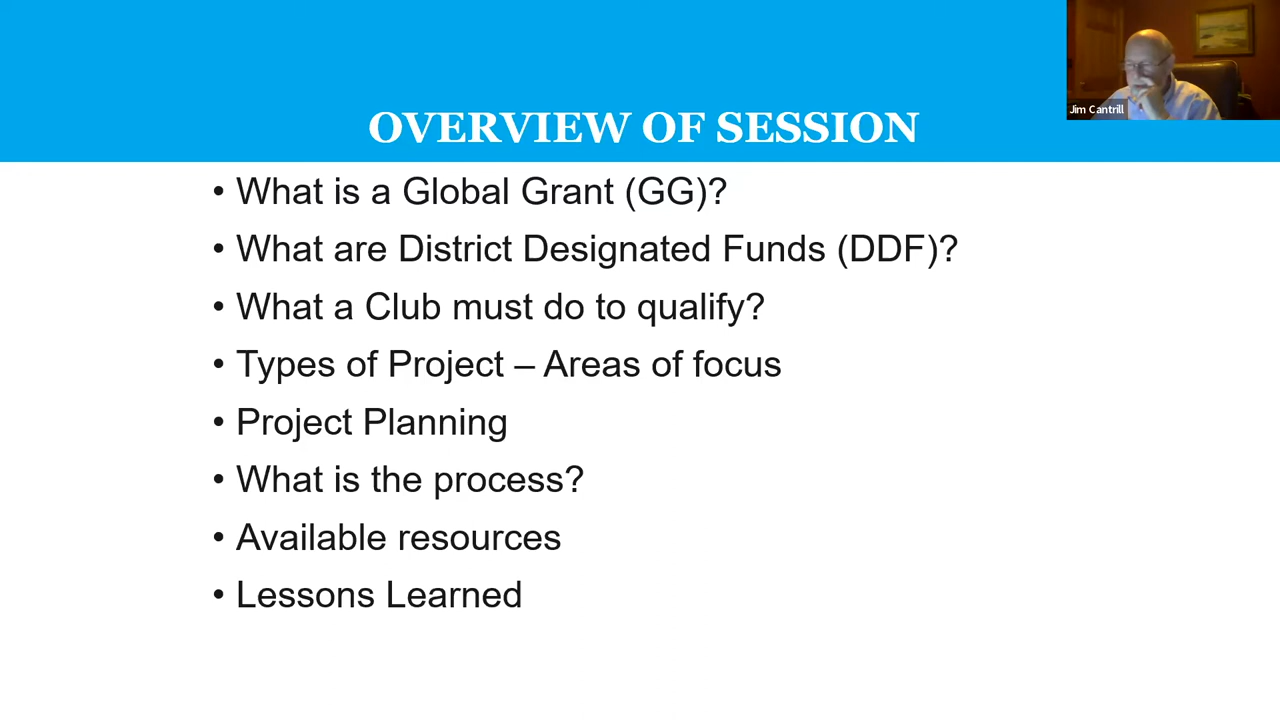 OVERVIEW OF SESSION
Jim Cantrill
• What is a Global Grant (GG)?
• What are District Designated Funds (DDF)?
• What a Club must do to qualify?
• Types of Project – Areas of focus
• Project Planning
• What is the process?
• Available resources
• Lessons Learned